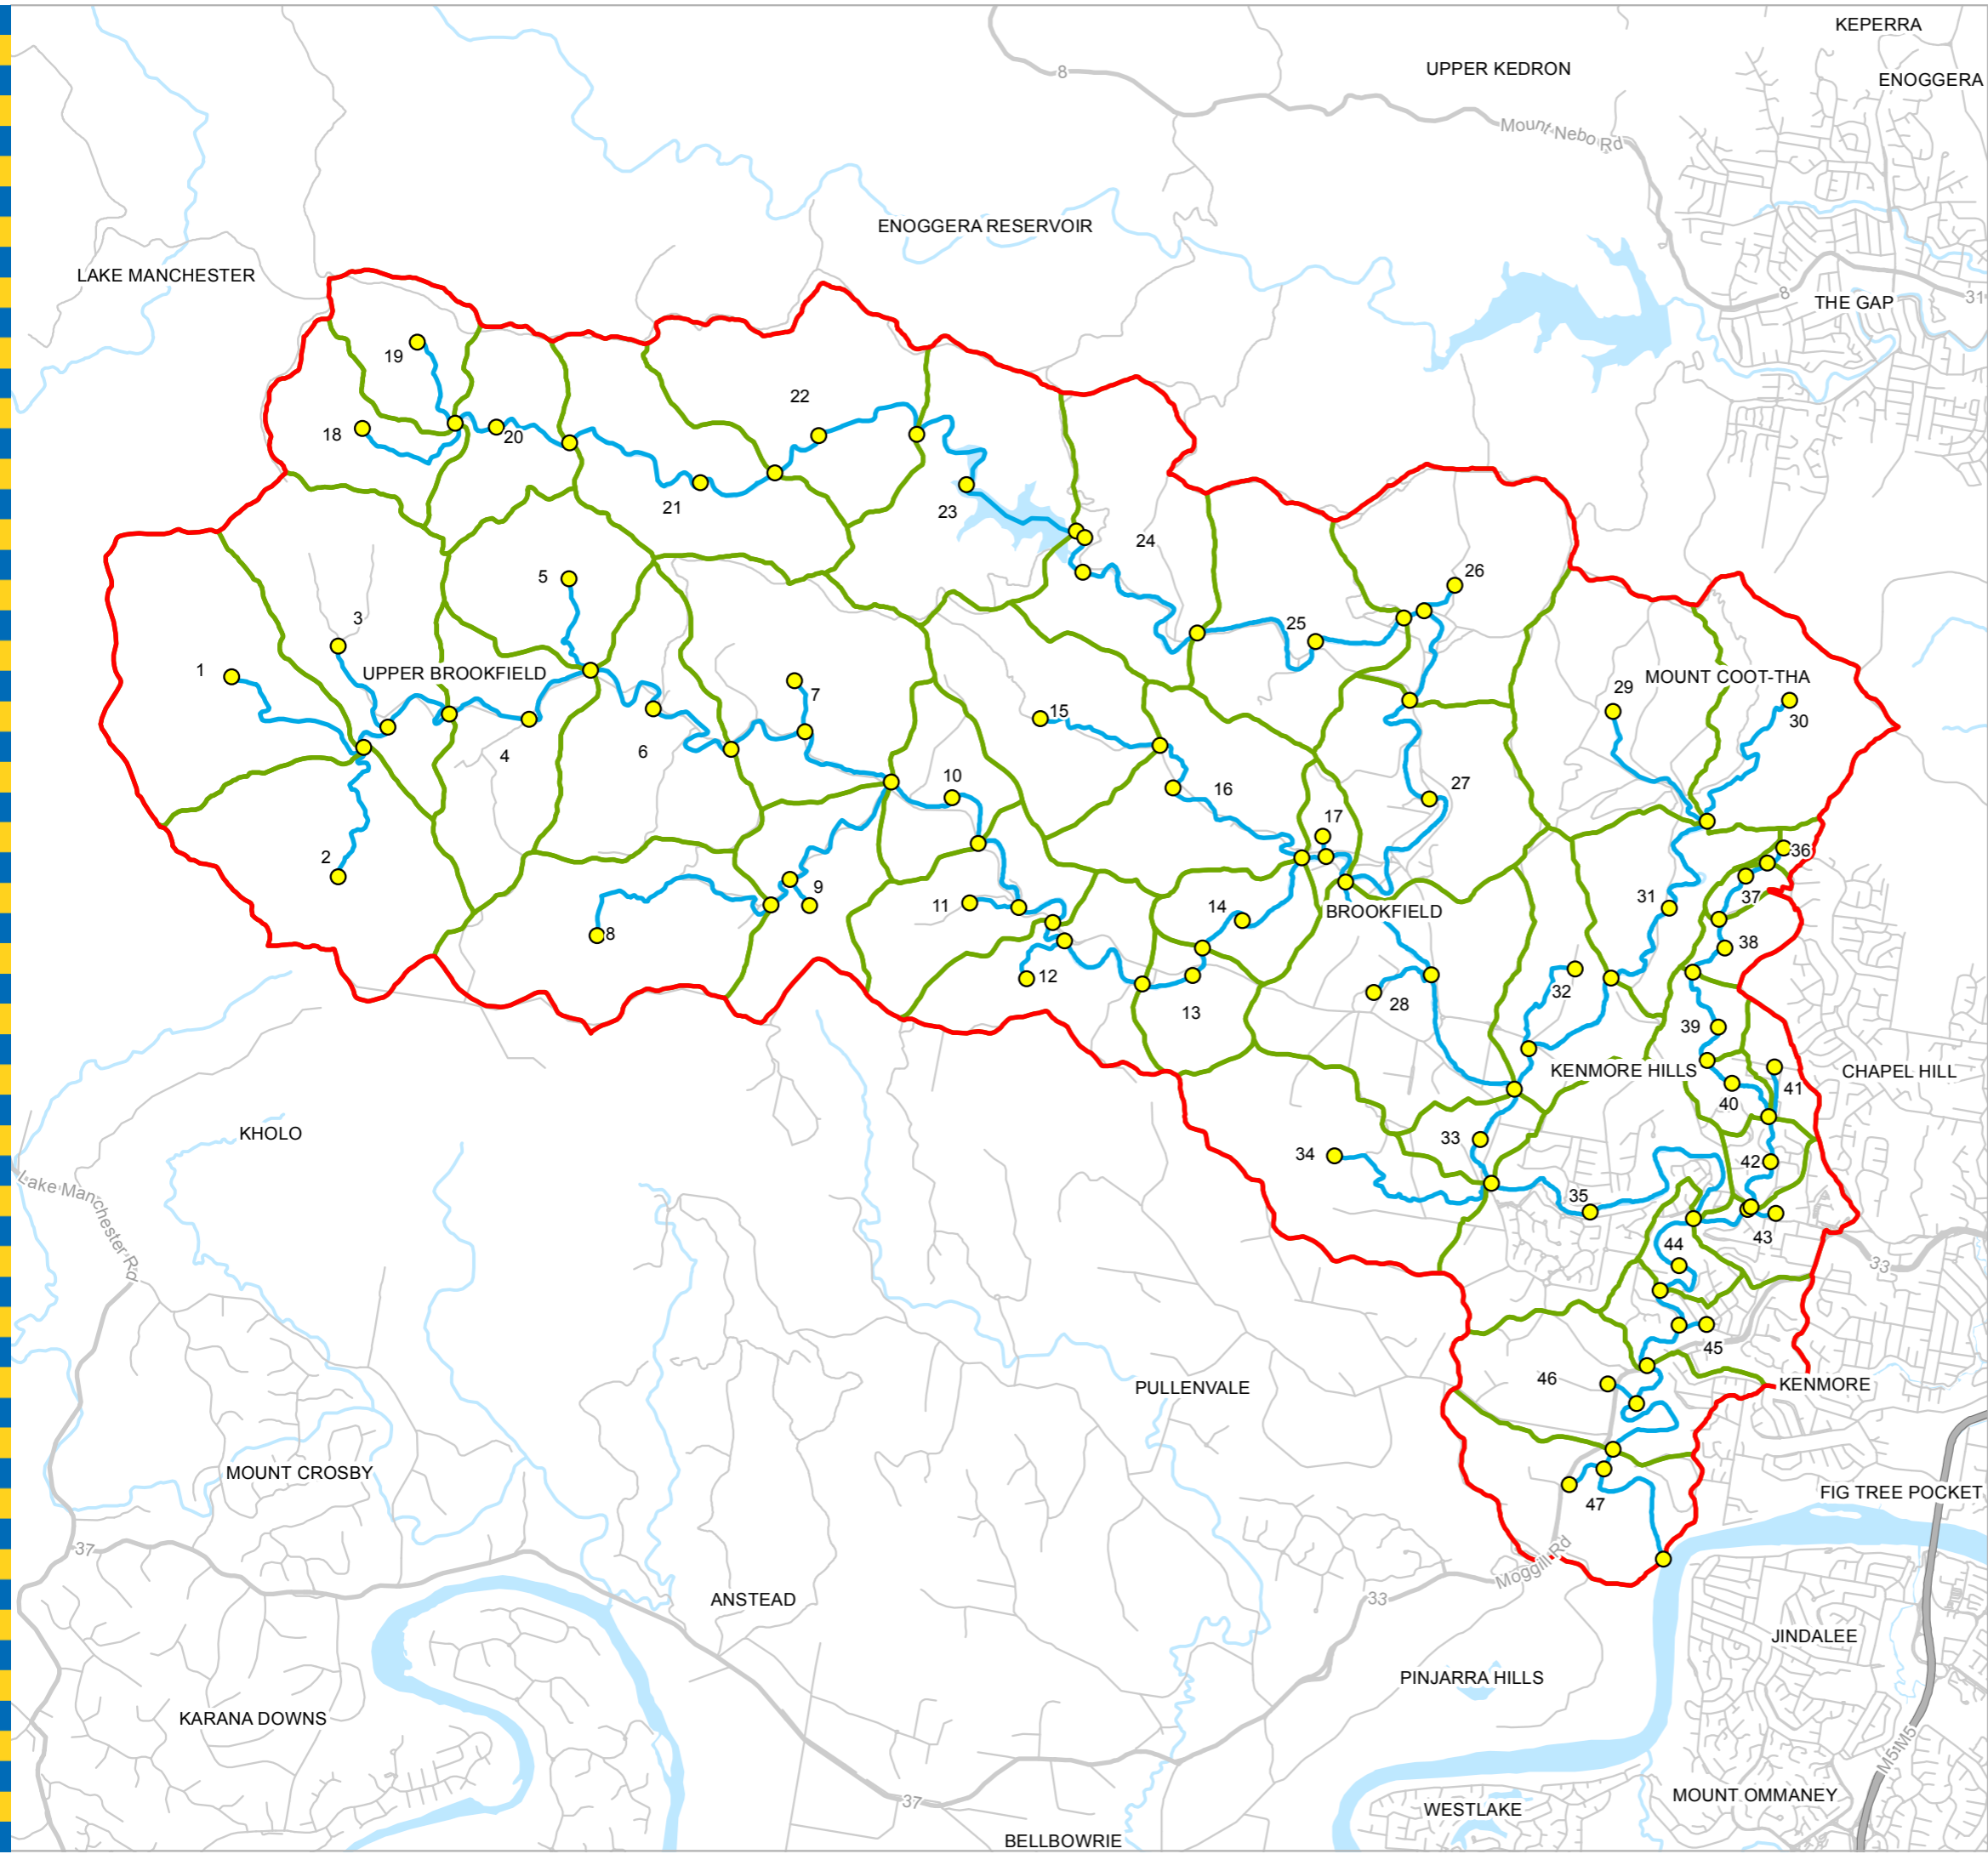 KEPERRA
UPPER KEDRON
8
ENOGGERA
Mount Nebo Rd
ENOGGERA RESERVOIR
LAKE MANCHESTER
8
31
THE GAP
19
22
18
20
21
23
24
5
26
3
25
1
UPPER BROOKFIELD
MOUNT COOT-THA
7
15
29
30
6
4
10
16
27
17
2
36
9
11
37
31
14
BROOKFIELD
8
38
12
32
28
13
39
KENMORE HILLS
CHAPEL HILL
41
40
KHOLO
33
34
42
Lake Manchester Rd
35
43
44
33
45
46
PULLENVALE
KENMORE
MOUNT CROSBY
FIG TREE POCKET
47
37
Moggill Rd
ANSTEAD
33
JINDALEE
PINJARRA HILLS
KARANA DOWNS
M5 M5
MOUNT OMMANEY
37
WESTLAKE
BELLBOWRIE